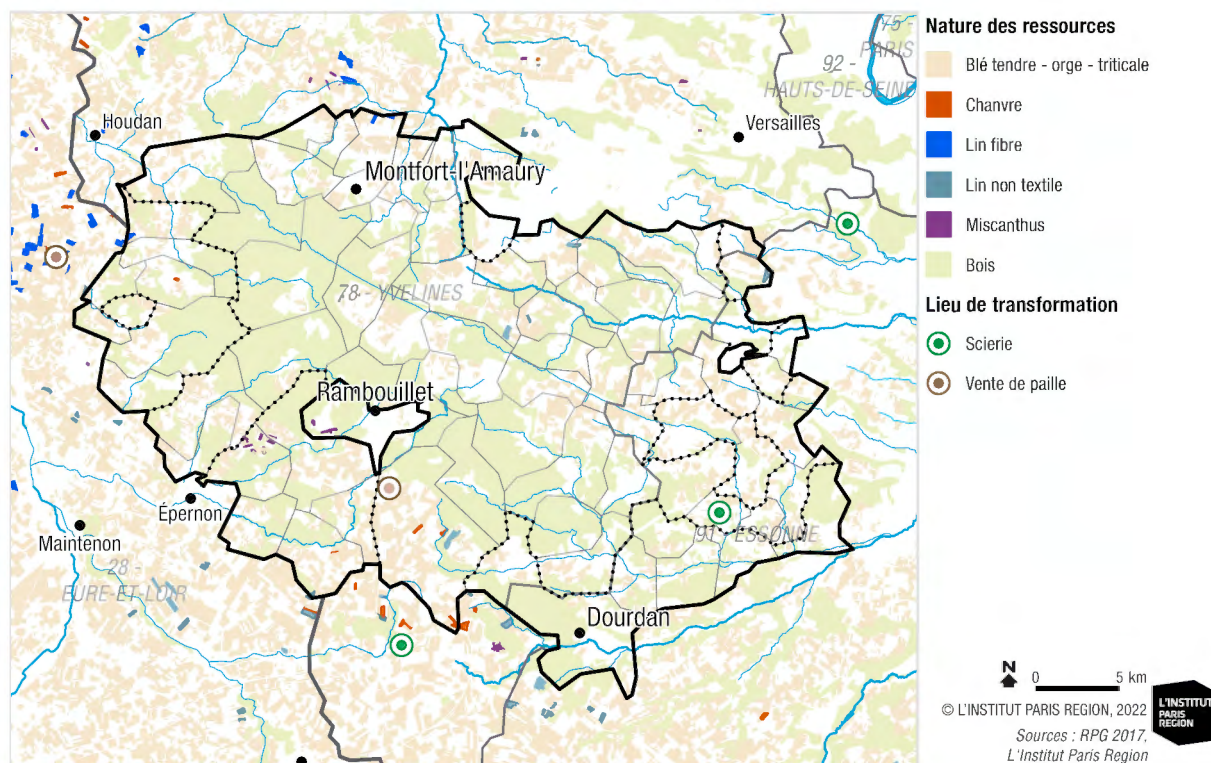 75 -
PARIS
92 -
HAUTS-DE-SEINE
Houdan
Versailles
Montfort-l'Amaury
78 - YVELINES
Rambouillet
Épernon
Maintenon
91 - ESSONNE
28 -
EURE-ET-LOIR
Dourdan
Nature des ressources
Blé tendre - orge - triticale
Chanvre
Lin fibre
Lin non textile
Miscanthus
Bois
Lieu de transformation
Scierie
Vente de paille
N
0 5 km
© L'INSTITUT PARIS REGION, 2022
Sources : RPG 2017,
L'Institut Paris Region
L'INSTITUT
PARIS
REGION